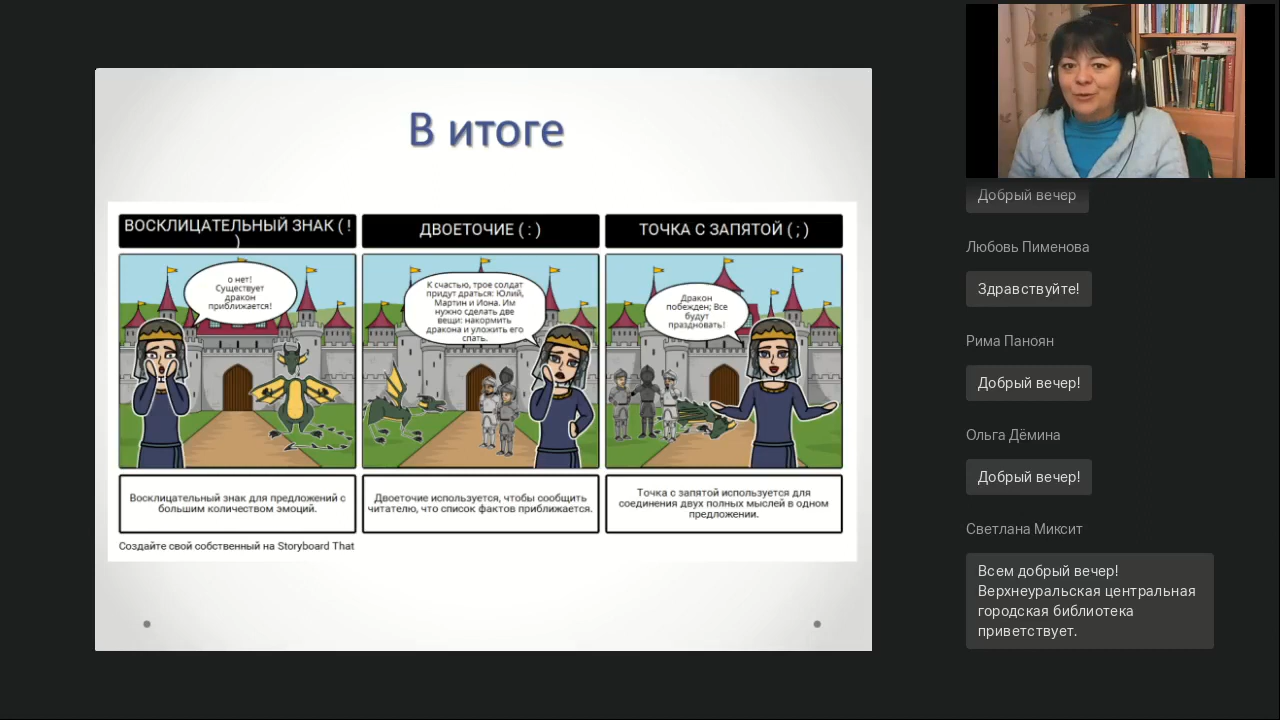 В итоге
ВОСКЛИЦАТЕЛЬНЫЙ ЗНАК ( !
)
ДВОЕТОЧИЕ ( : )
ТОЧКА С ЗАПЯТОЙ ( ; )
о нет!
Существует
дракон
приближается!
К счастью, трое солдат
придут драться: Юлий,
Мартин и Иона. Им
нужно сделать две
вещи: накормить
дракона и уложить его
спать.
Дракон
побежден; Все
будут
праздновать!
Восклицательный знак для предложений с
большим количеством эмоций.
Двоеточие используется, чтобы сообщить
читателю, что список фактов приближается.
Точка с запятой используется для
соединения двух полных мыслей в одном
предложении.
Создайте свой собственный на Storyboard That
Добрый вечер
Любовь Пименова
Здравствуйте!
Рима Паноян
Добрый вечер!
Ольга Дёмина
Добрый вечер!
Светлана Миксит
Всем добрый вечер!
Верхнеуральская центральная
городская библиотека
приветствует.